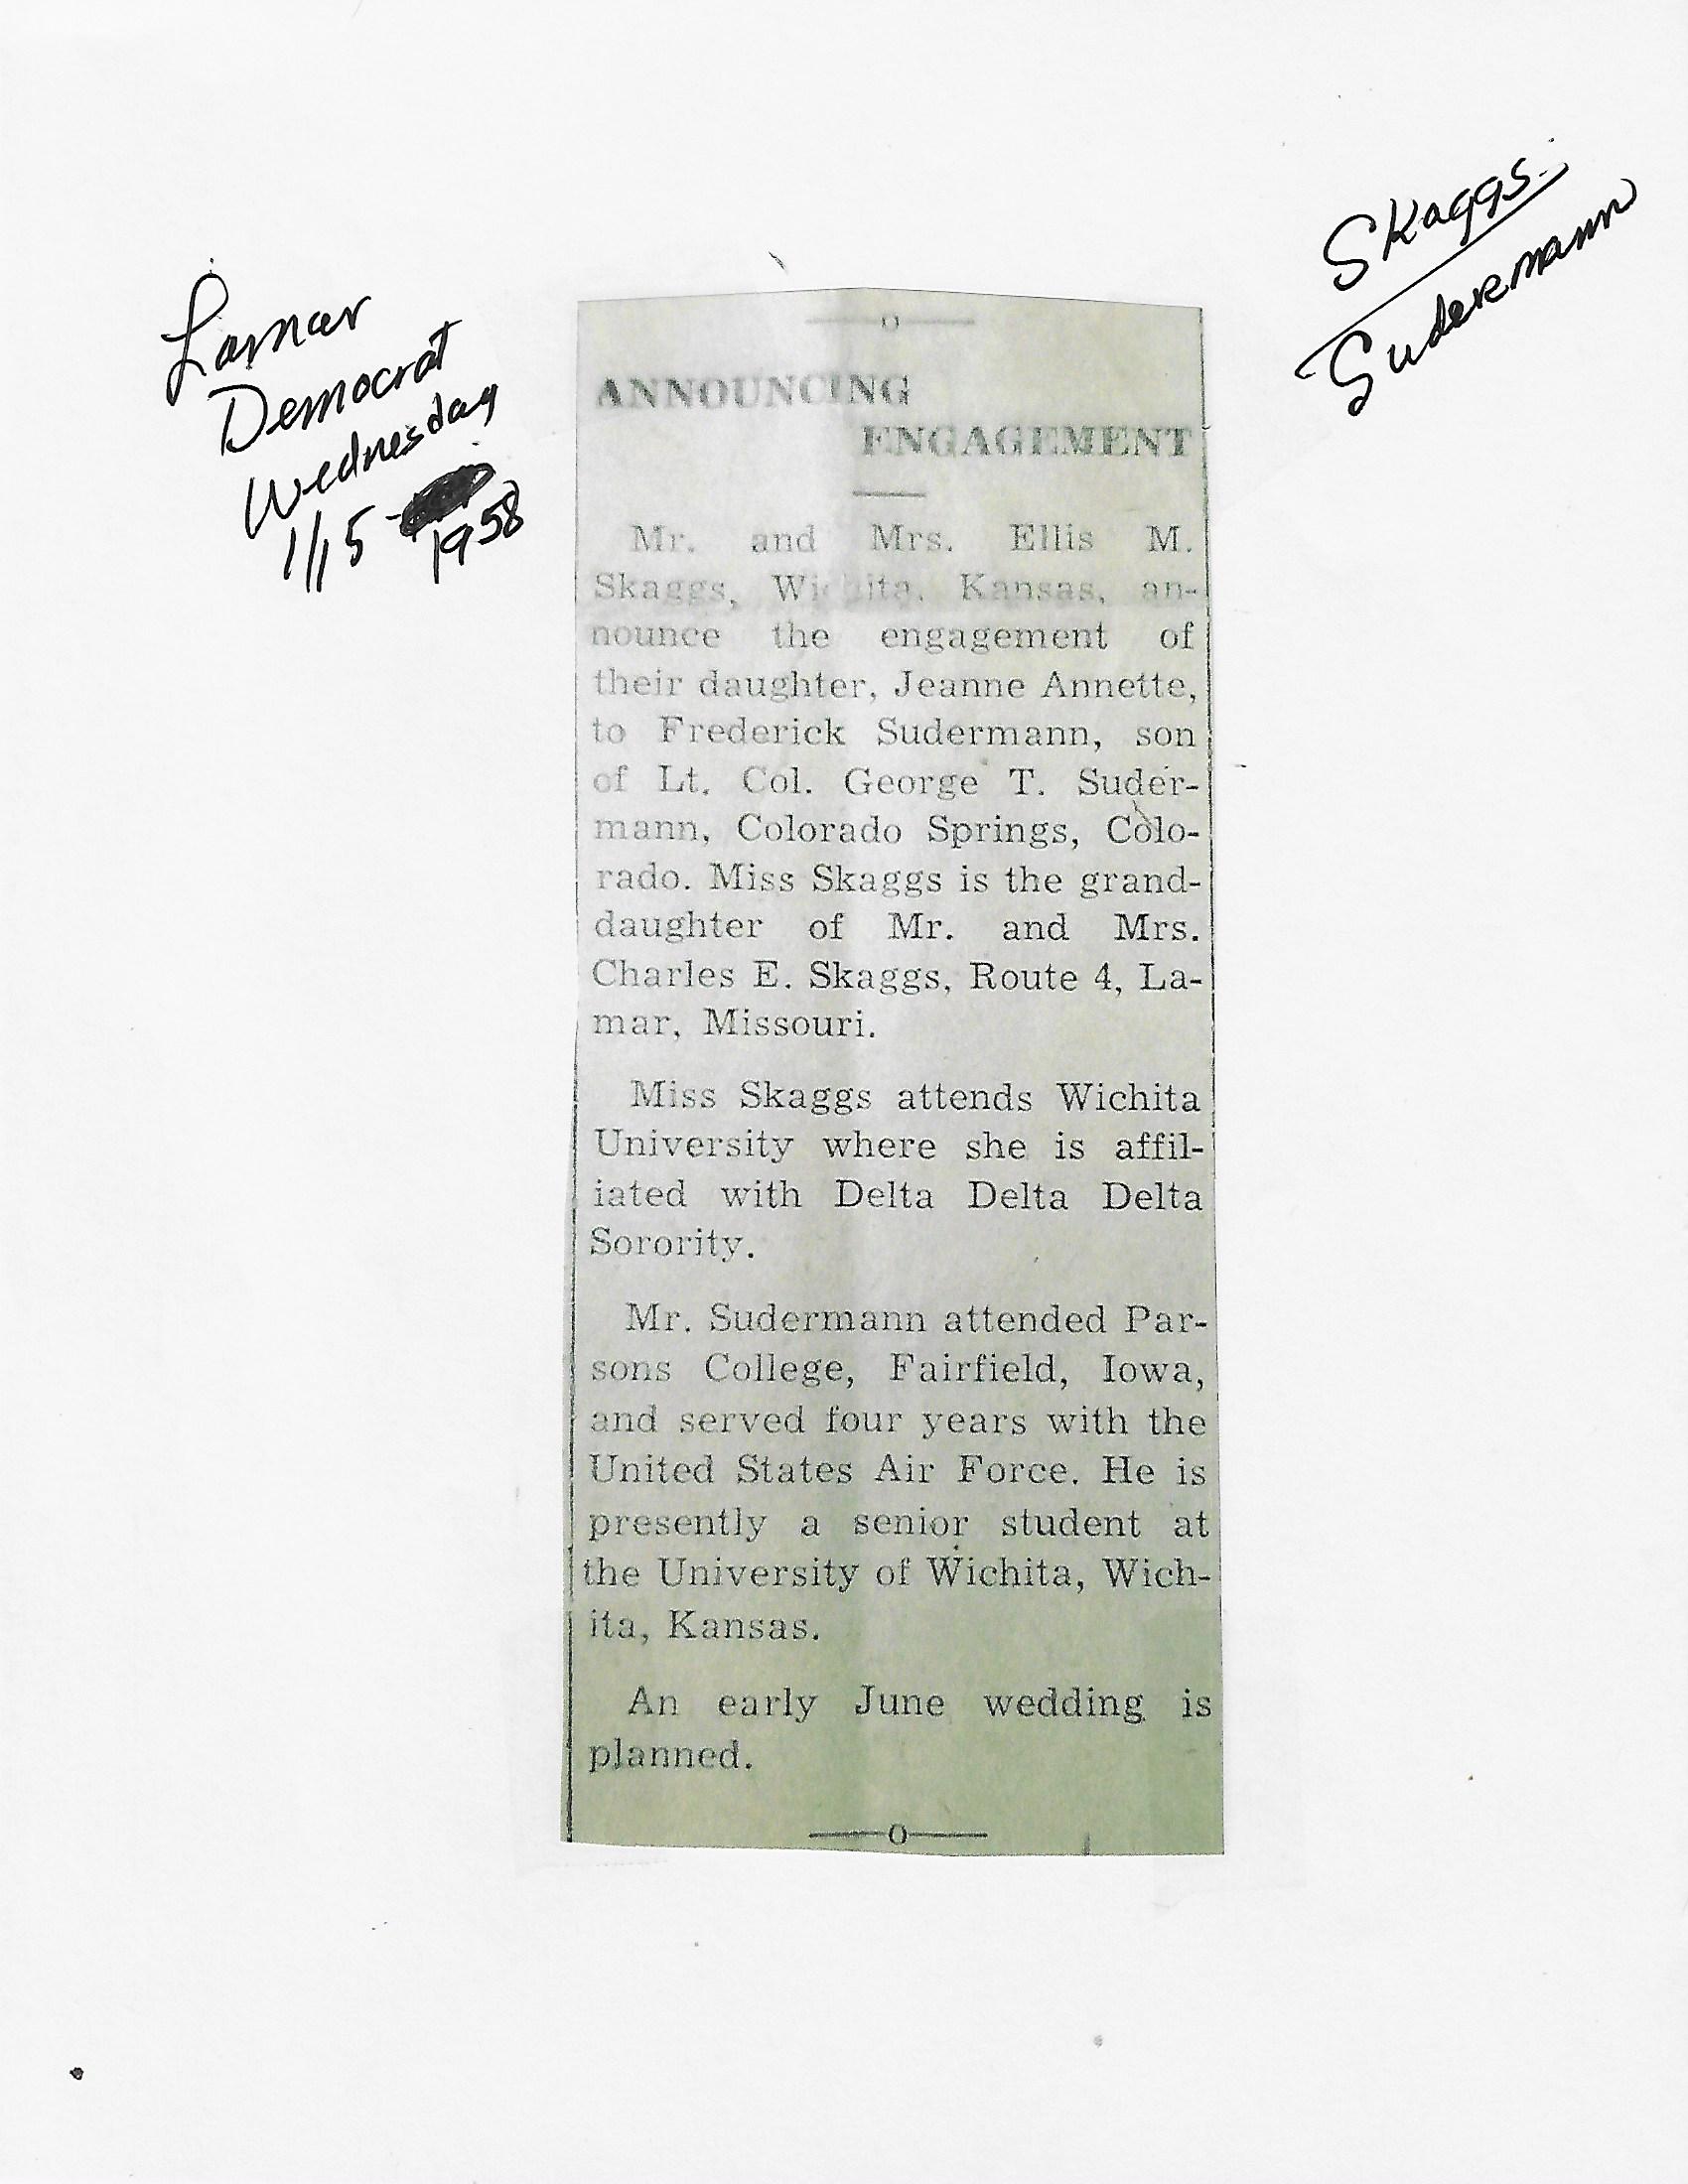 Lamar
Democrat
Wednesday
1/15-
1958
Skaggs
Sudermann
ANNOUNCING
ENGAGEMENT
Mr. and Mrs. Ellis M.
Skaggs, Wichita, Kansas, an-
nounce the engagement of
their daughter, Jeanne Annette,
to Frederick Sudermann, son
of Lt. Col. George T. Suder-
mann, Colorado Springs, Colo-
rado. Miss Skaggs is the grand-
daughter of Mr. and Mrs.
Charles E. Skaggs, Route 4, La-
mar, Missouri.
Miss Skaggs attends Wichita
University where she is affil-
iated with Delta Delta Delta
Sorority.
Mr. Sudermann attended Par-
sons College, Fairfield, Iowa,
and served four years with the
United States Air Force. He is
presently a senior student at
the University of Wichita, Wich-
ita, Kansas.
An early June wedding is
planned.